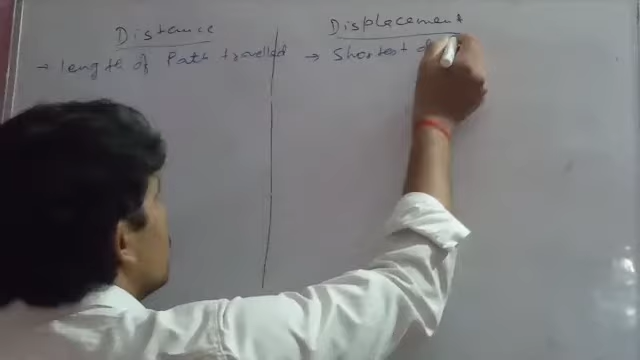 Distance
→ Length of Path travelled
Displacement
→ Shortest